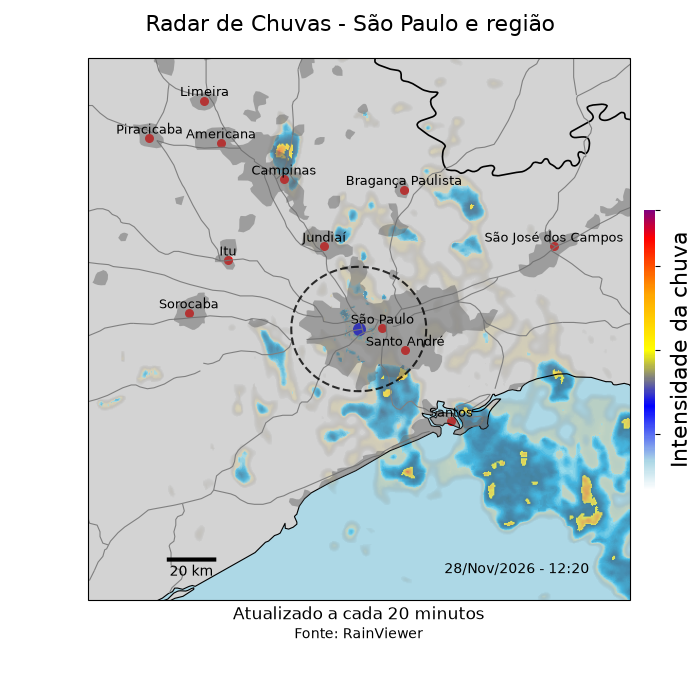 Radar de Chuvas - São Paulo e região
Limeira
Piracicaba
Americana
Campinas
Bragança Paulista
Jundiaí
São José dos Campos
Itu
Sorocaba
São Paulo
Santo André
Santos
20 km
28/Nov/2026 - 12:20
Intensidade da chuva
Atualizado a cada 20 minutos
Fonte: RainViewer